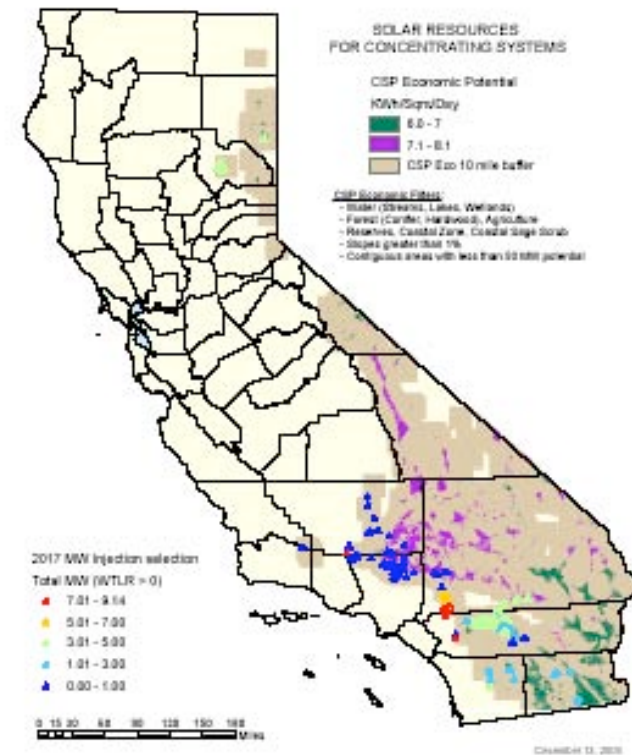 SOLAR RESOURCES
FOR CONCENTRATING SYSTEMS
CSP Economic Potential
KWh/Sqm/Day
6.0 - 7
7.1 - 8.1
CSP Eco 10 mile buffer
CSP Economic Filters:
- Water (Streams, Lakes, Wetlands)
- Forest (Conifer, Hardwood), Agriculture
- Reserves, Coastal Zone, Coastal Sage Scrub
- Slopes greater than 1%
- Contiguous areas with less than 50 MW potential
2017 MW Injection selection
Total MW (WTLR > 0)
7.01 - 9.14
5.01 - 7.00
3.01 - 5.00
1.01 - 3.00
0.00 - 1.00
0 15 30 60 90 120 150 180
Miles
December 13, 2005